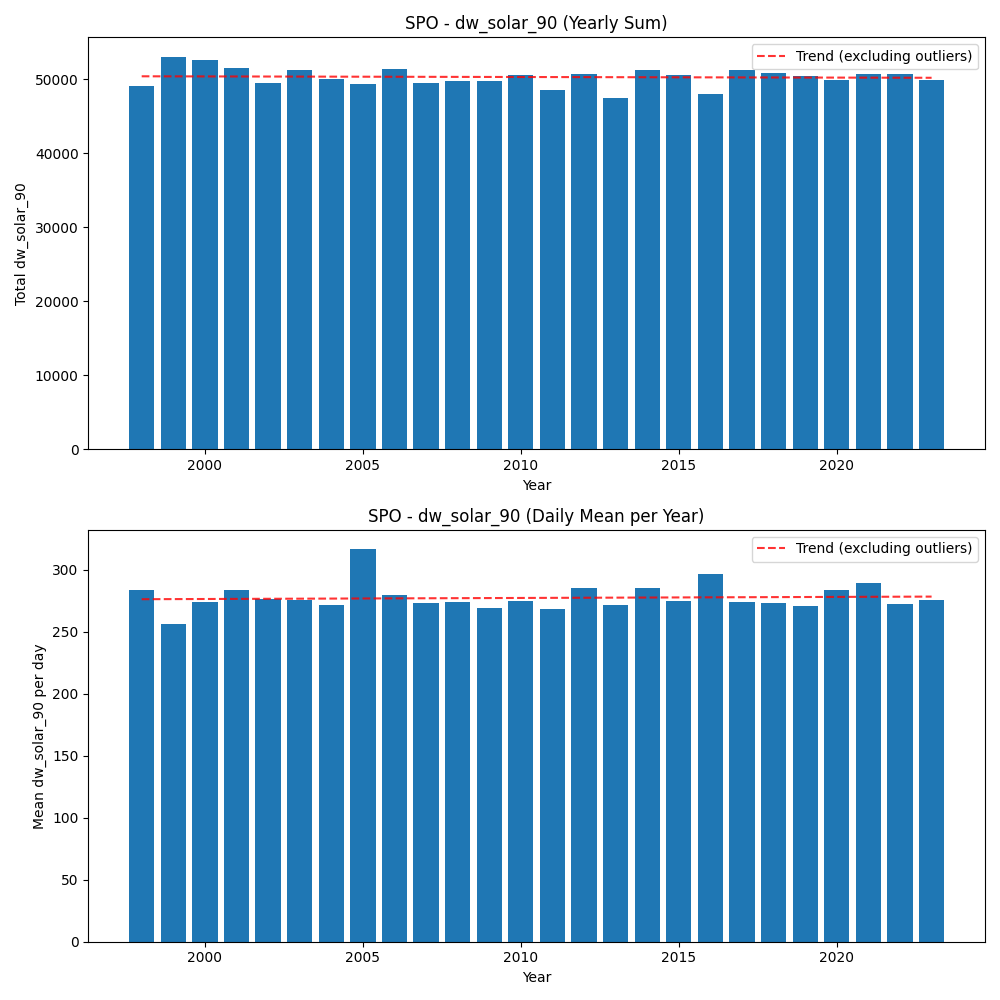 SPO - dw_solar_90 (Yearly Sum)
Trend (excluding outliers)
50000
40000
30000
20000
10000
0
Total dw_solar_90
2000 2005 2010 2015 2020
Year
SPO - dw_solar_90 (Daily Mean per Year)
Trend (excluding outliers)
300
250
200
150
100
50
0
Mean dw_solar_90 per day
2000 2005 2010 2015 2020
Year